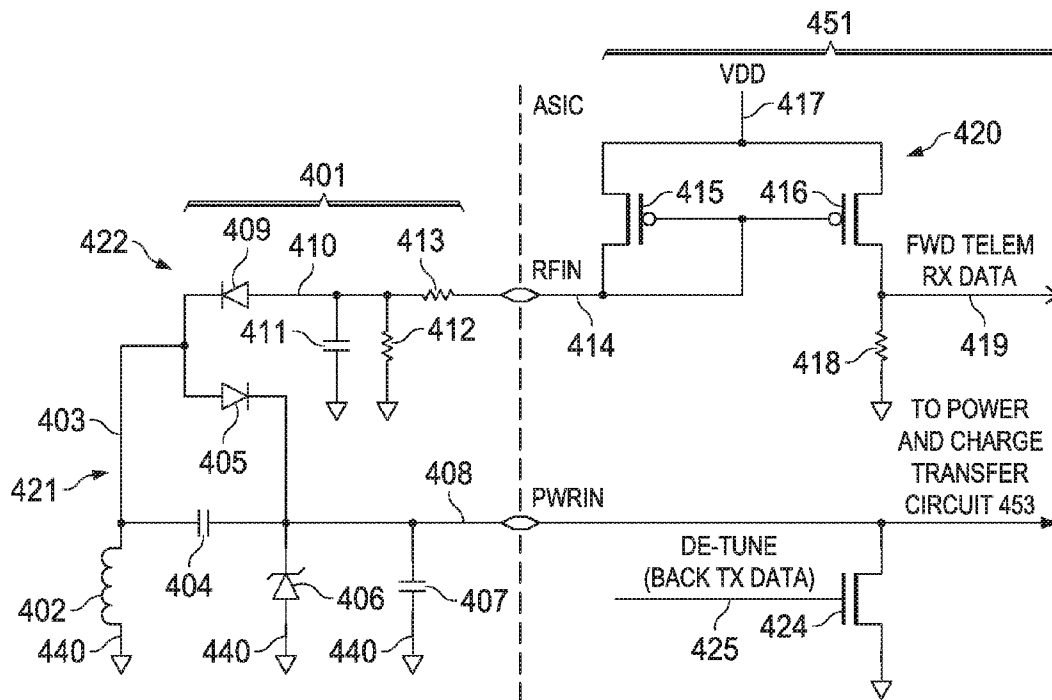 451
VDD
ASIC
417
420
401
415
416
409
410
413
422
RFIN
FWD TELEM
RX DATA
411
412
414
418
419
403
405
TO POWER
AND CHARGE
TRANSFER
CIRCUIT 453
421
408
PWRIN
404
DE-TUNE
(BACK TX DATA)
402
406
407
425
424
440
440
440